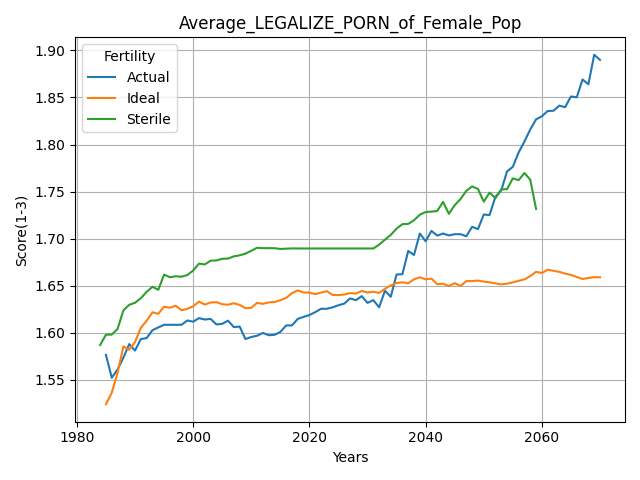 Average_LEGALIZE_PORN_of_Female_Pop
Score(1-3)
1.90
1.85
1.80
1.75
1.70
1.65
1.60
1.55
Fertility
Actual
Ideal
Sterile
1980 2000 2020 2040 2060
Years